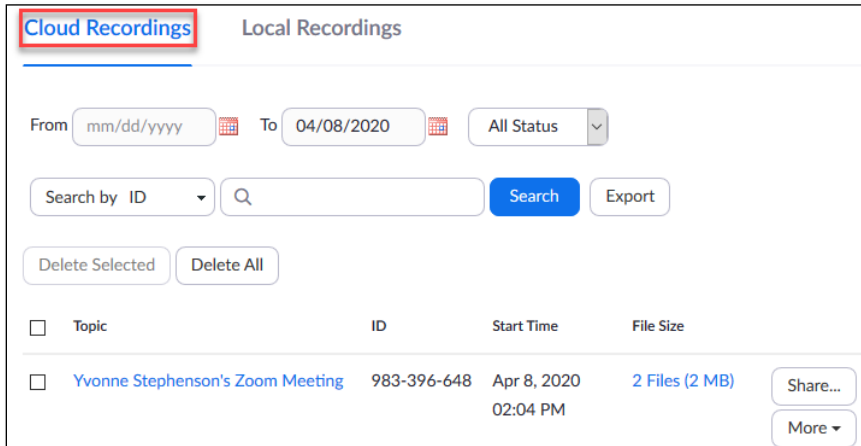 Cloud Recordings Local Recordings
From mm/dd/yyyy To 04/08/2020 All Status
Search by ID Search Export
Delete Selected Delete All
Topic ID Start Time File Size
Yvonne Stephenson's Zoom Meeting 983-396-648 Apr 8, 2020 2 Files (2 MB) Share...
02:04 PM
More